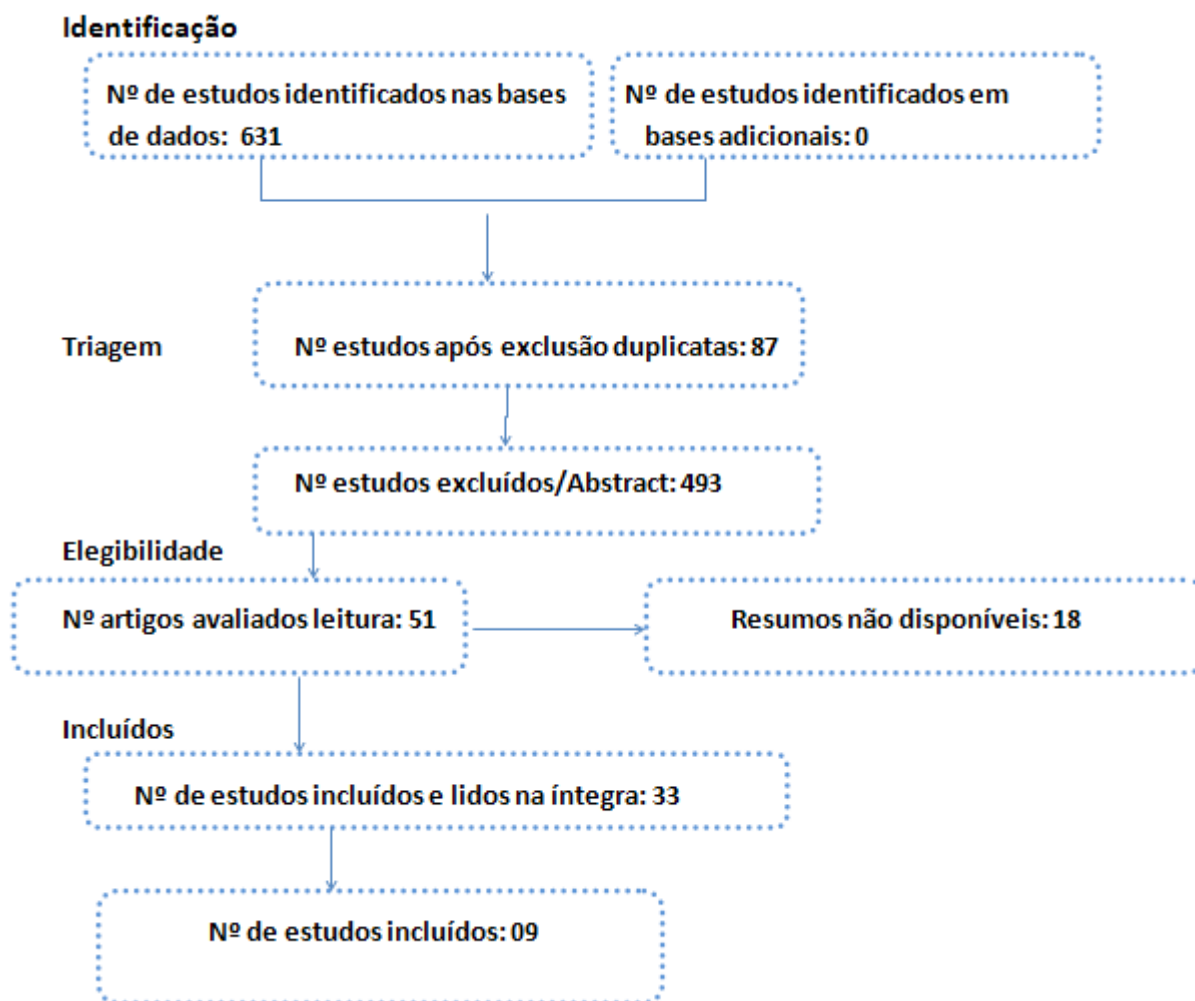 Identificação
Nº de estudos identificados nas bases
de dados: 631
Nº de estudos identificados em
bases adicionais: 0
Triagem
Nº estudos após exclusão duplicatas: 87
Nº estudos excluídos/Abstract: 493
Elegibilidade
Nº artigos avaliados leitura: 51
Resumos não disponíveis: 18
Incluídos
Nº de estudos incluídos e lidos na íntegra: 33
Nº de estudos incluídos: 09